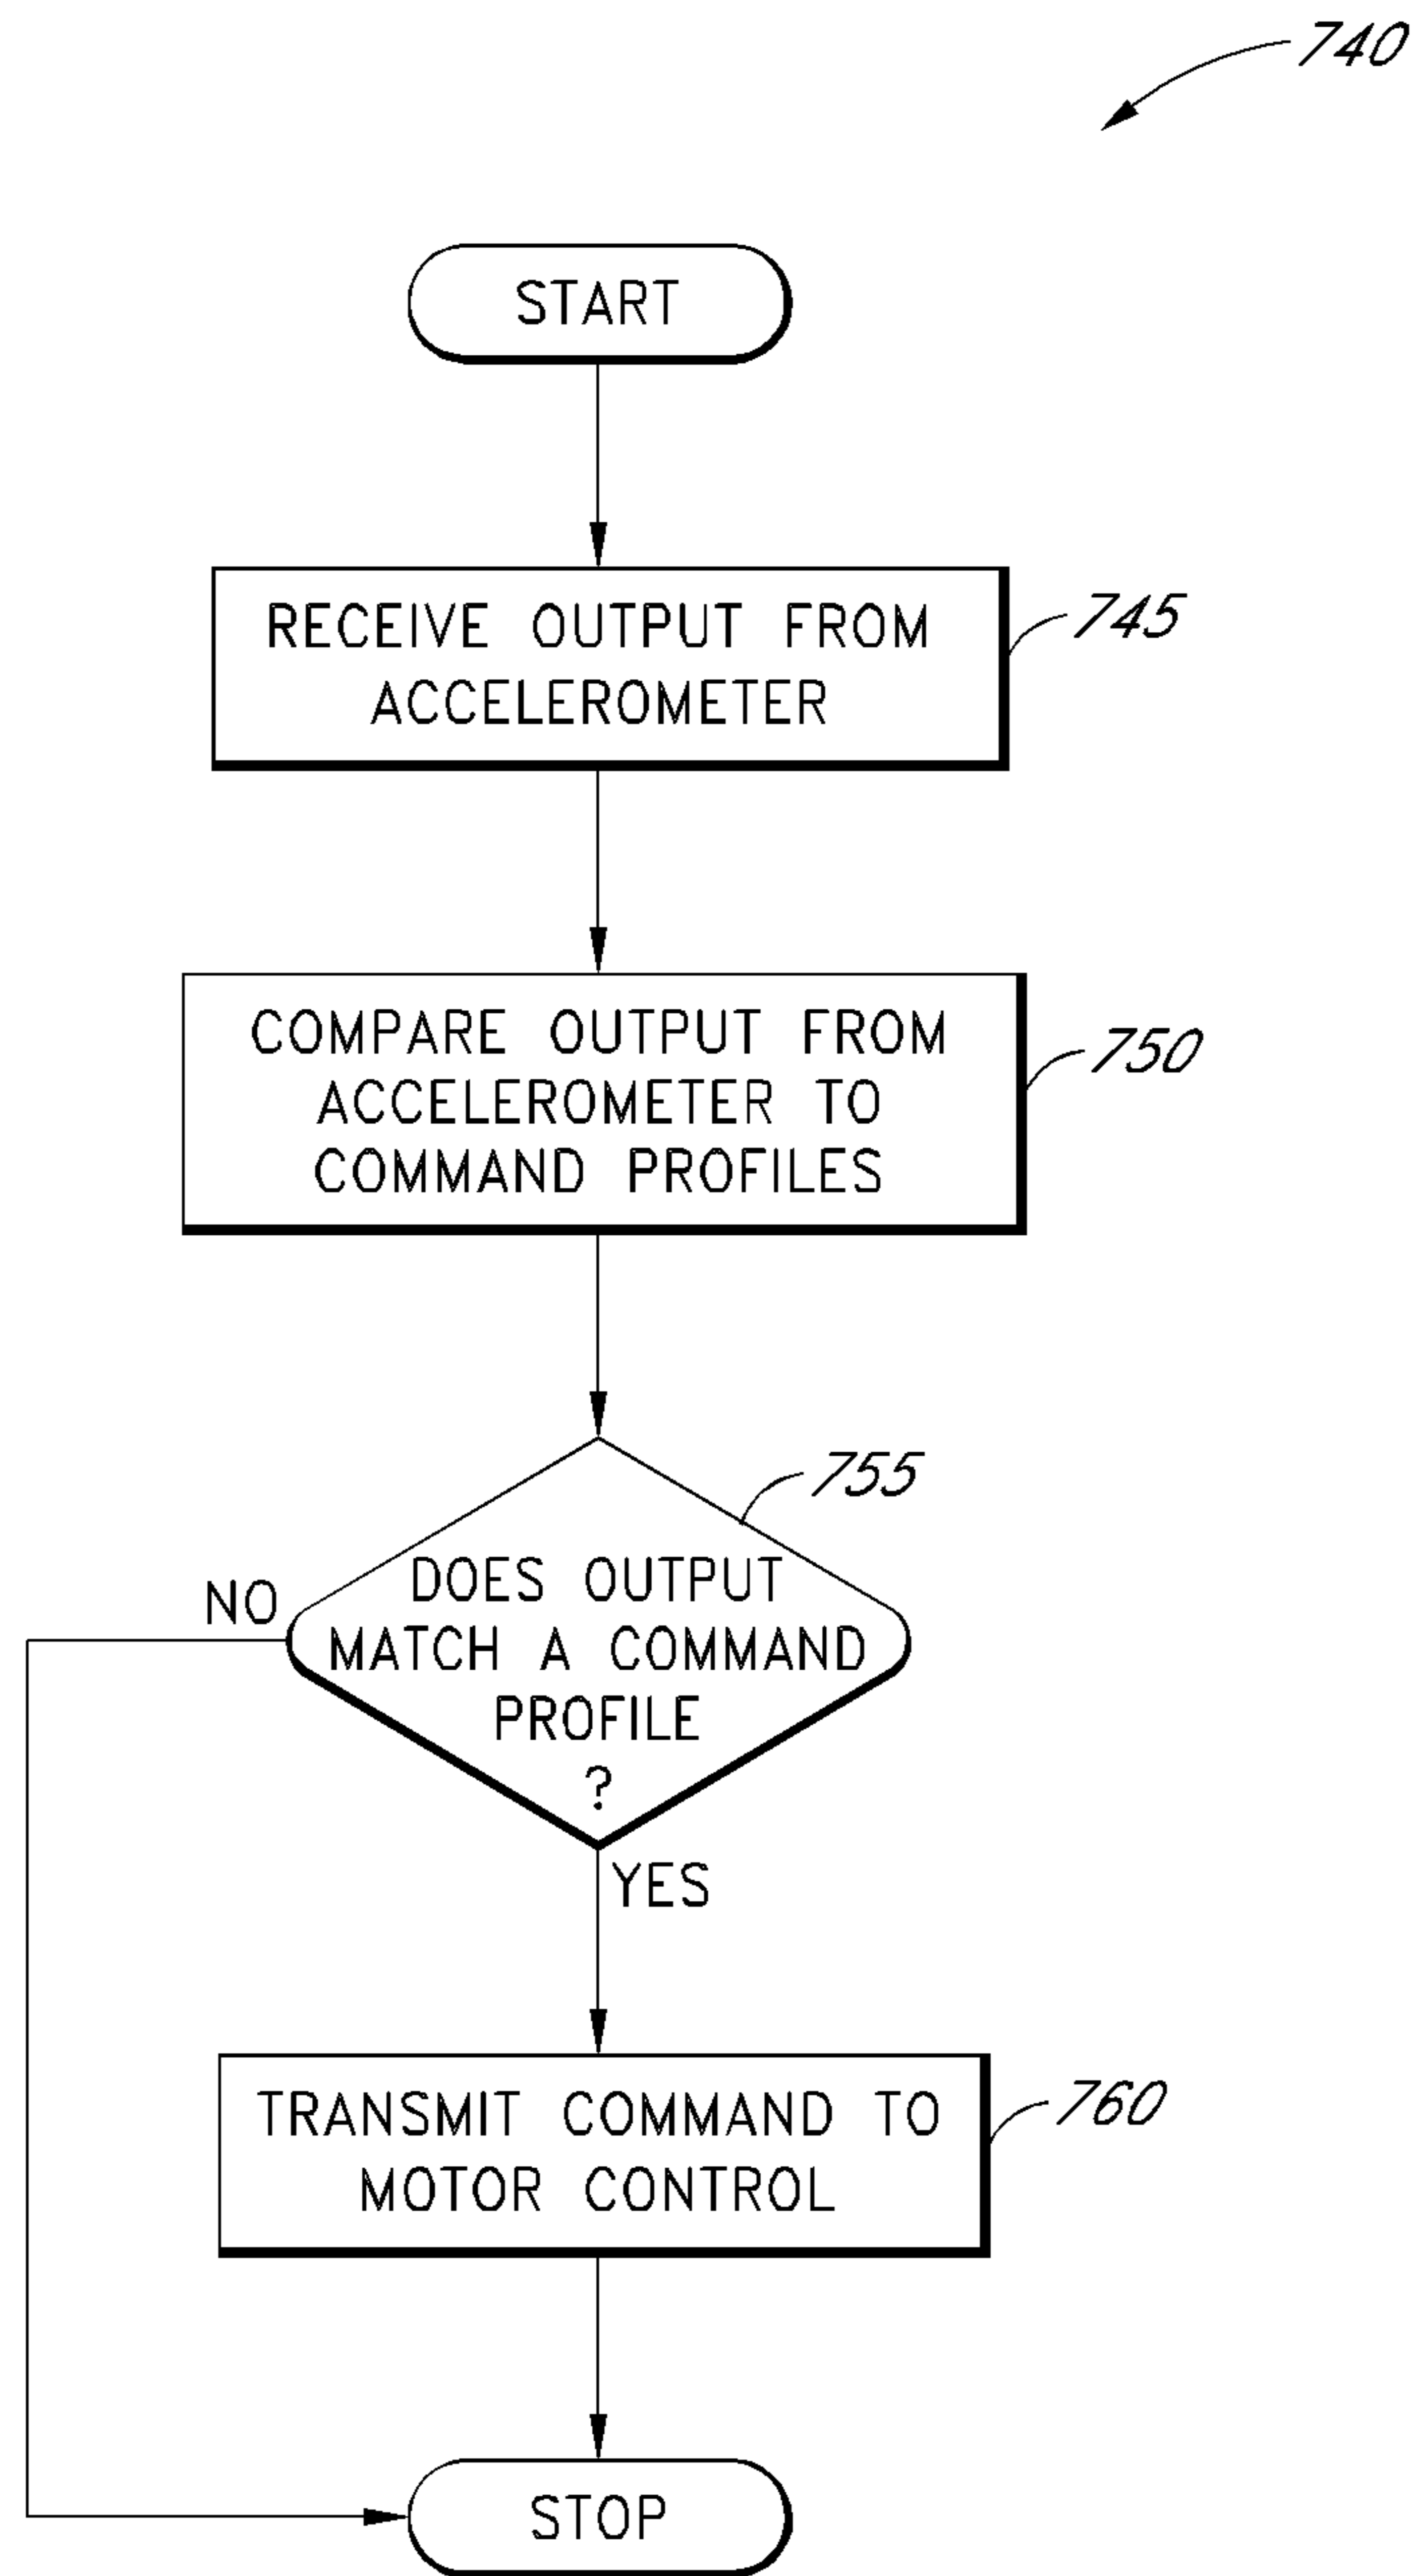 740
START
RECEIVE OUTPUT FROM
ACCELEROMETER
745
COMPARE OUTPUT FROM
ACCELEROMETER TO
COMMAND PROFILES
750
755
DOES OUTPUT
MATCH A COMMAND
PROFILE
?
NO
YES
TRANSMIT COMMAND TO
MOTOR CONTROL
760
STOP